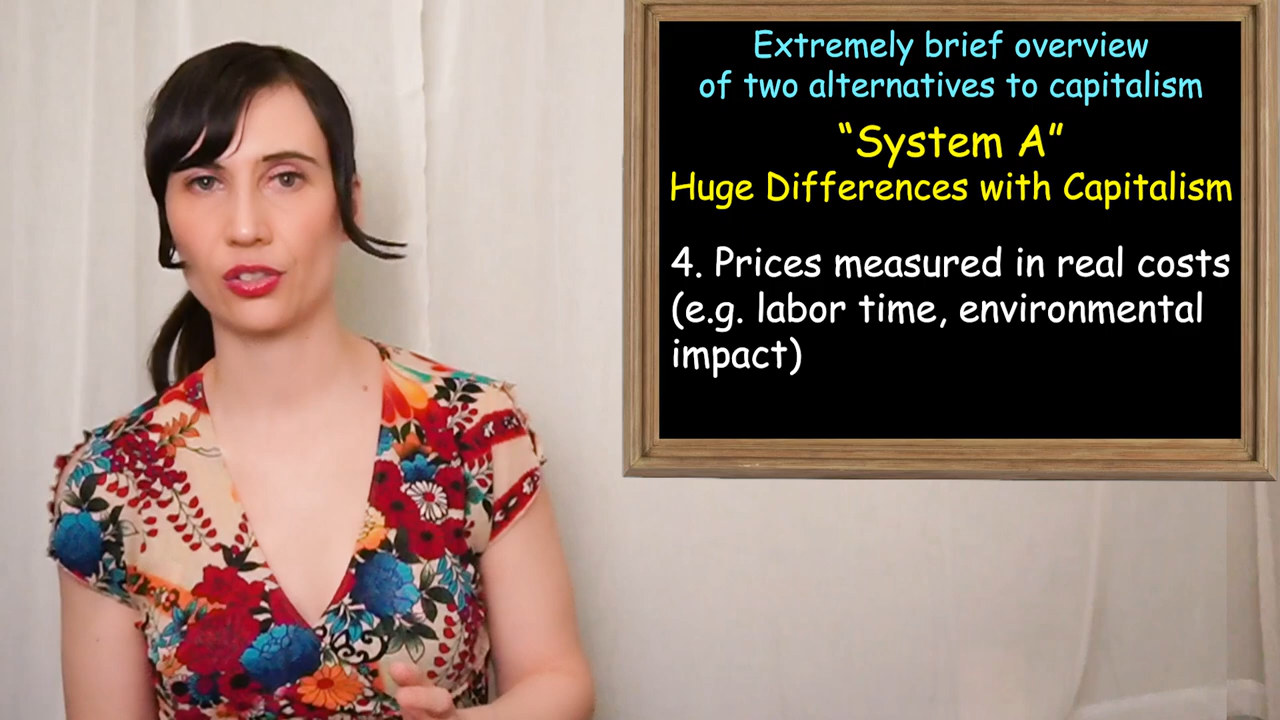 Extremely brief overview
of two alternatives to capitalism
“System A”
Huge Differences with Capitalism
4. Prices measured in real costs
(e.g. labor time, environmental
impact)